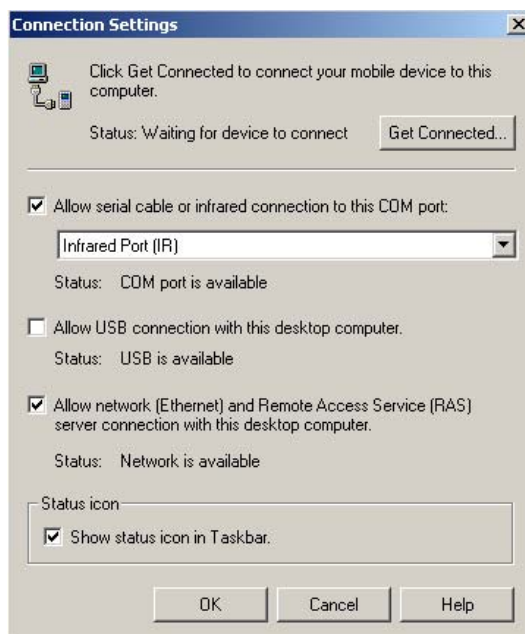 Connection Settings
Click Get Connected to connect your mobile device to this
computer.
Status: Waiting for device to connect
Get Connected...
Allow serial cable or infrared connection to this COM port:
Infrared Port (IR)
Status: COM port is available
Allow USB connection with this desktop computer.
Status: USB is available
Allow network (Ethernet) and Remote Access Service (RAS)
server connection with this desktop computer.
Status: Network is available
Status icon
Show status icon in Taskbar.
OK
Cancel
Help